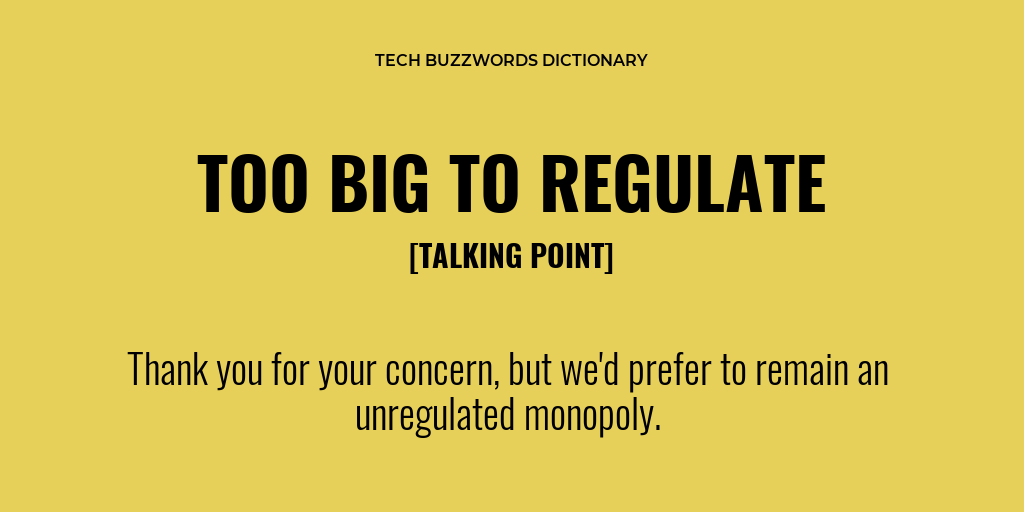 TECH BUZZWORDS DICTIONARY
TOO BIG TO REGULATE
[TALKING POINT]
Thank you for your concern, but we'd prefer to remain an
unregulated monopoly.